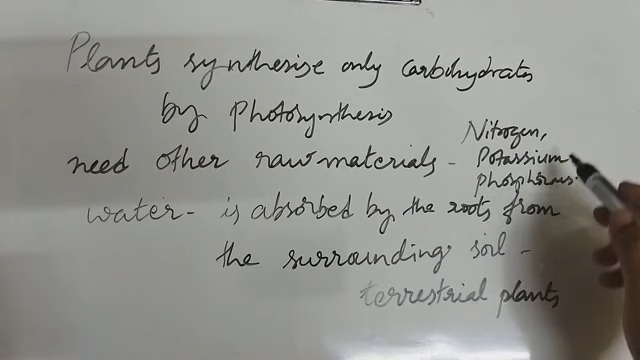 Plants synthesise only carbohydrates
by Photosynthesis
need other raw materials - Nitrogen,
Potassium
phosphorous.
water - is absorbed by the roots from
the surrounding soil -
terrestrial plants